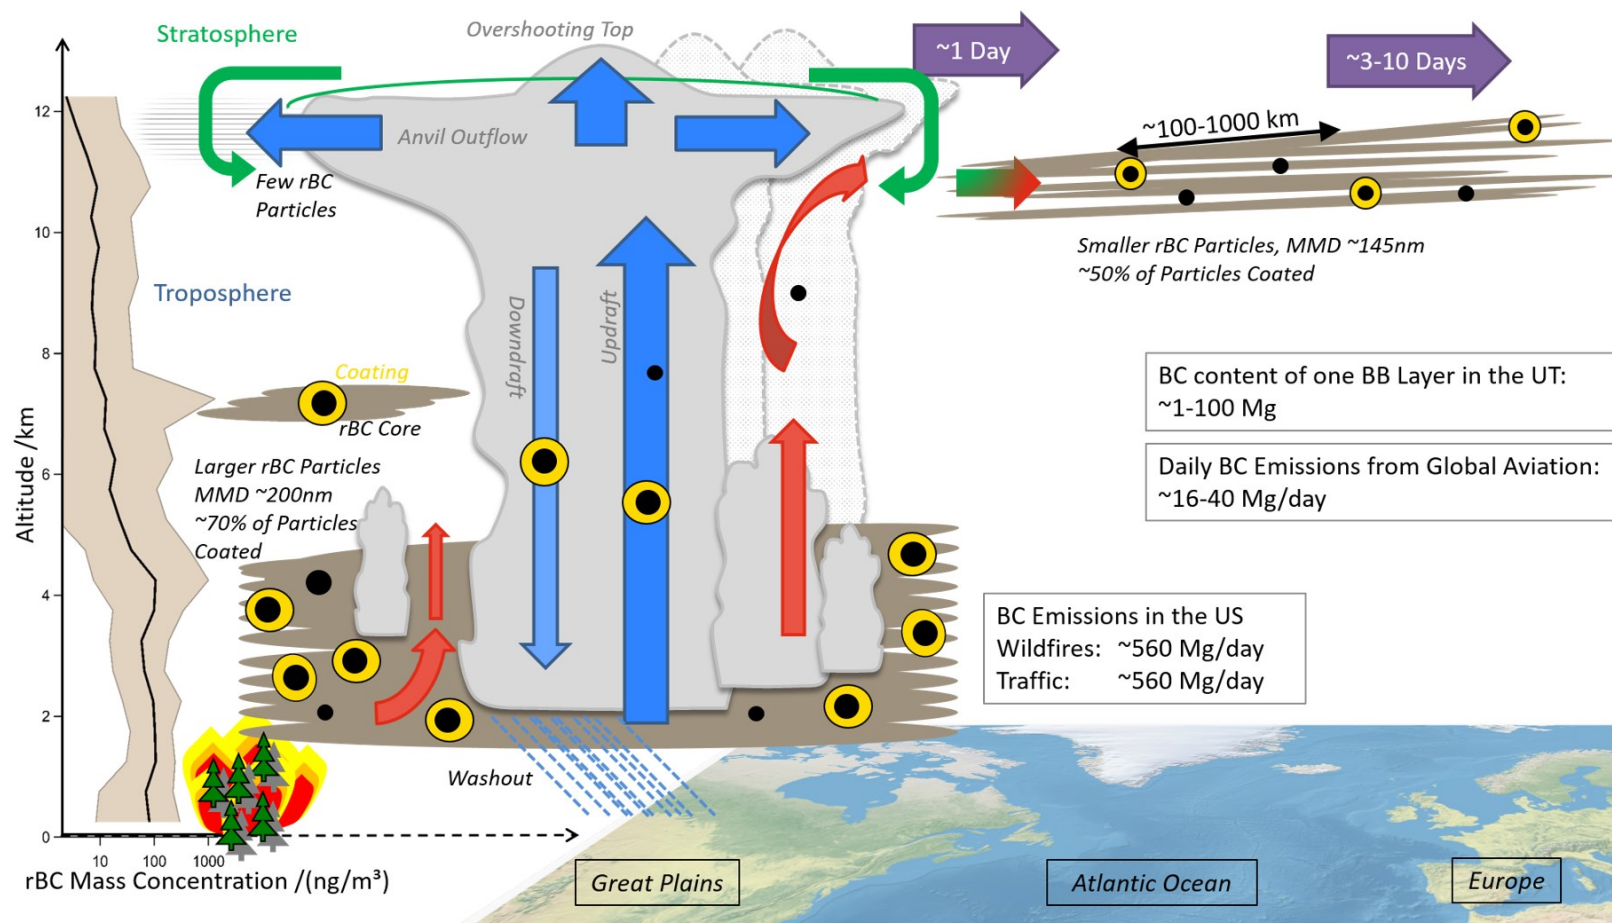 Stratosphere
Overshooting Top
~1 Day
~3-10 Days
12
Anvil Outflow
~100-1000 km
Few rBC
Particles
10
Smaller rBC Particles, MMD ~145nm
~50% of Particles Coated
Troposphere
Downdraft
Updraft
8
Coating
rBC Core
BC content of one BB Layer in the UT:
~1-100 Mg
Altitude /km
6
Larger rBC Particles
MMD ~200nm
~70% of Particles
Coated
Daily BC Emissions from Global Aviation:
~16-40 Mg/day
4
BC Emissions in the US
Wildfires: ~560 Mg/day
Traffic: ~560 Mg/day
2
Washout
0
10 100 1000
rBC Mass Concentration /(ng/m³)
Great Plains
Atlantic Ocean
Europe